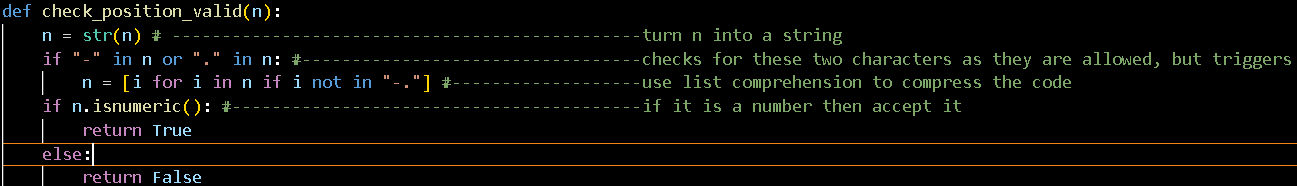 def check_position_valid(n):
    n = str(n) # -----------------------------------------------turn n into a string
    if "-" in n or "." in n: #----------------------------------checks for these two characters as they are allowed, but triggers
        n = [i for i in n if i not in "-."] #-------------------use list comprehension to compress the code
    if n.isnumeric(): #-----------------------------------------if it is a number then accept it
        return True
    else:
        return False